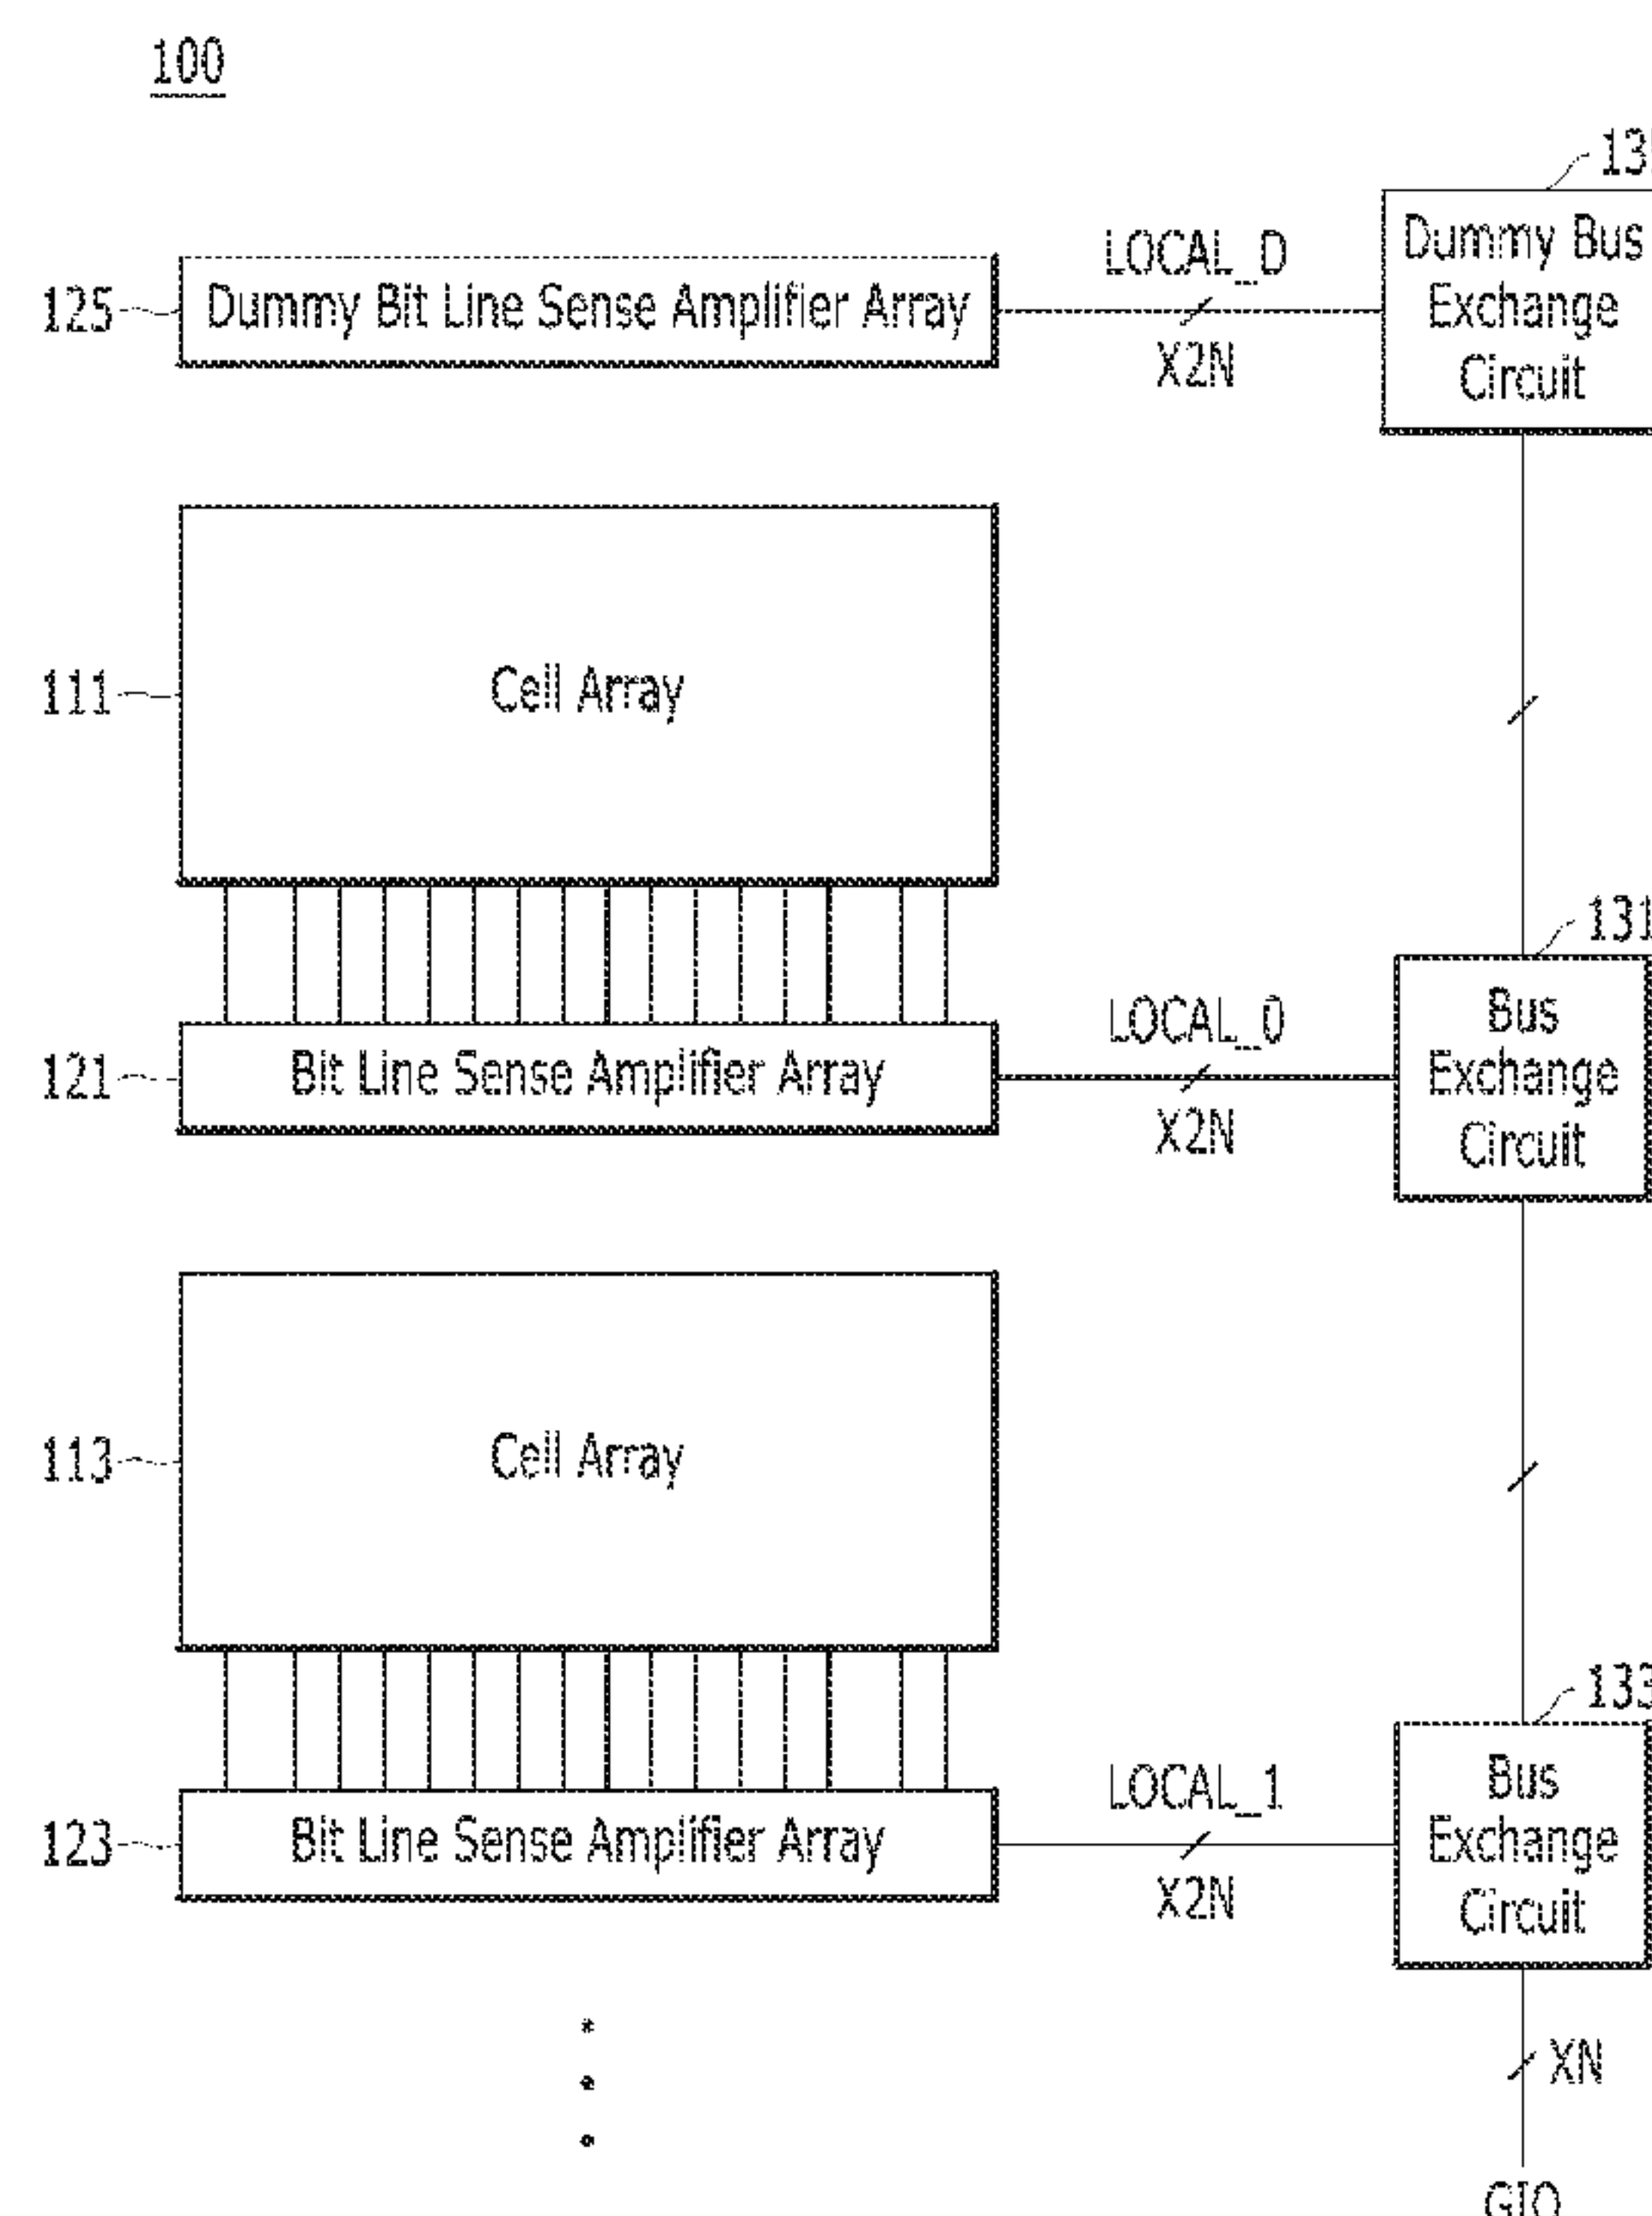 100
LOCAL_D
Dummy Bus
Exchange
Circuit
125
Dummy Bit Line Sense Amplifier Array
X2N
111
Cell Array
131
LOCAL_0
Bus
Exchange
Circuit
121
Bit Line Sense Amplifier Array
X2N
113
Cell Array
133
LOCAL_1
Bus
Exchange
Circuit
123
Bit Line Sense Amplifier Array
X2N
XN
GIO